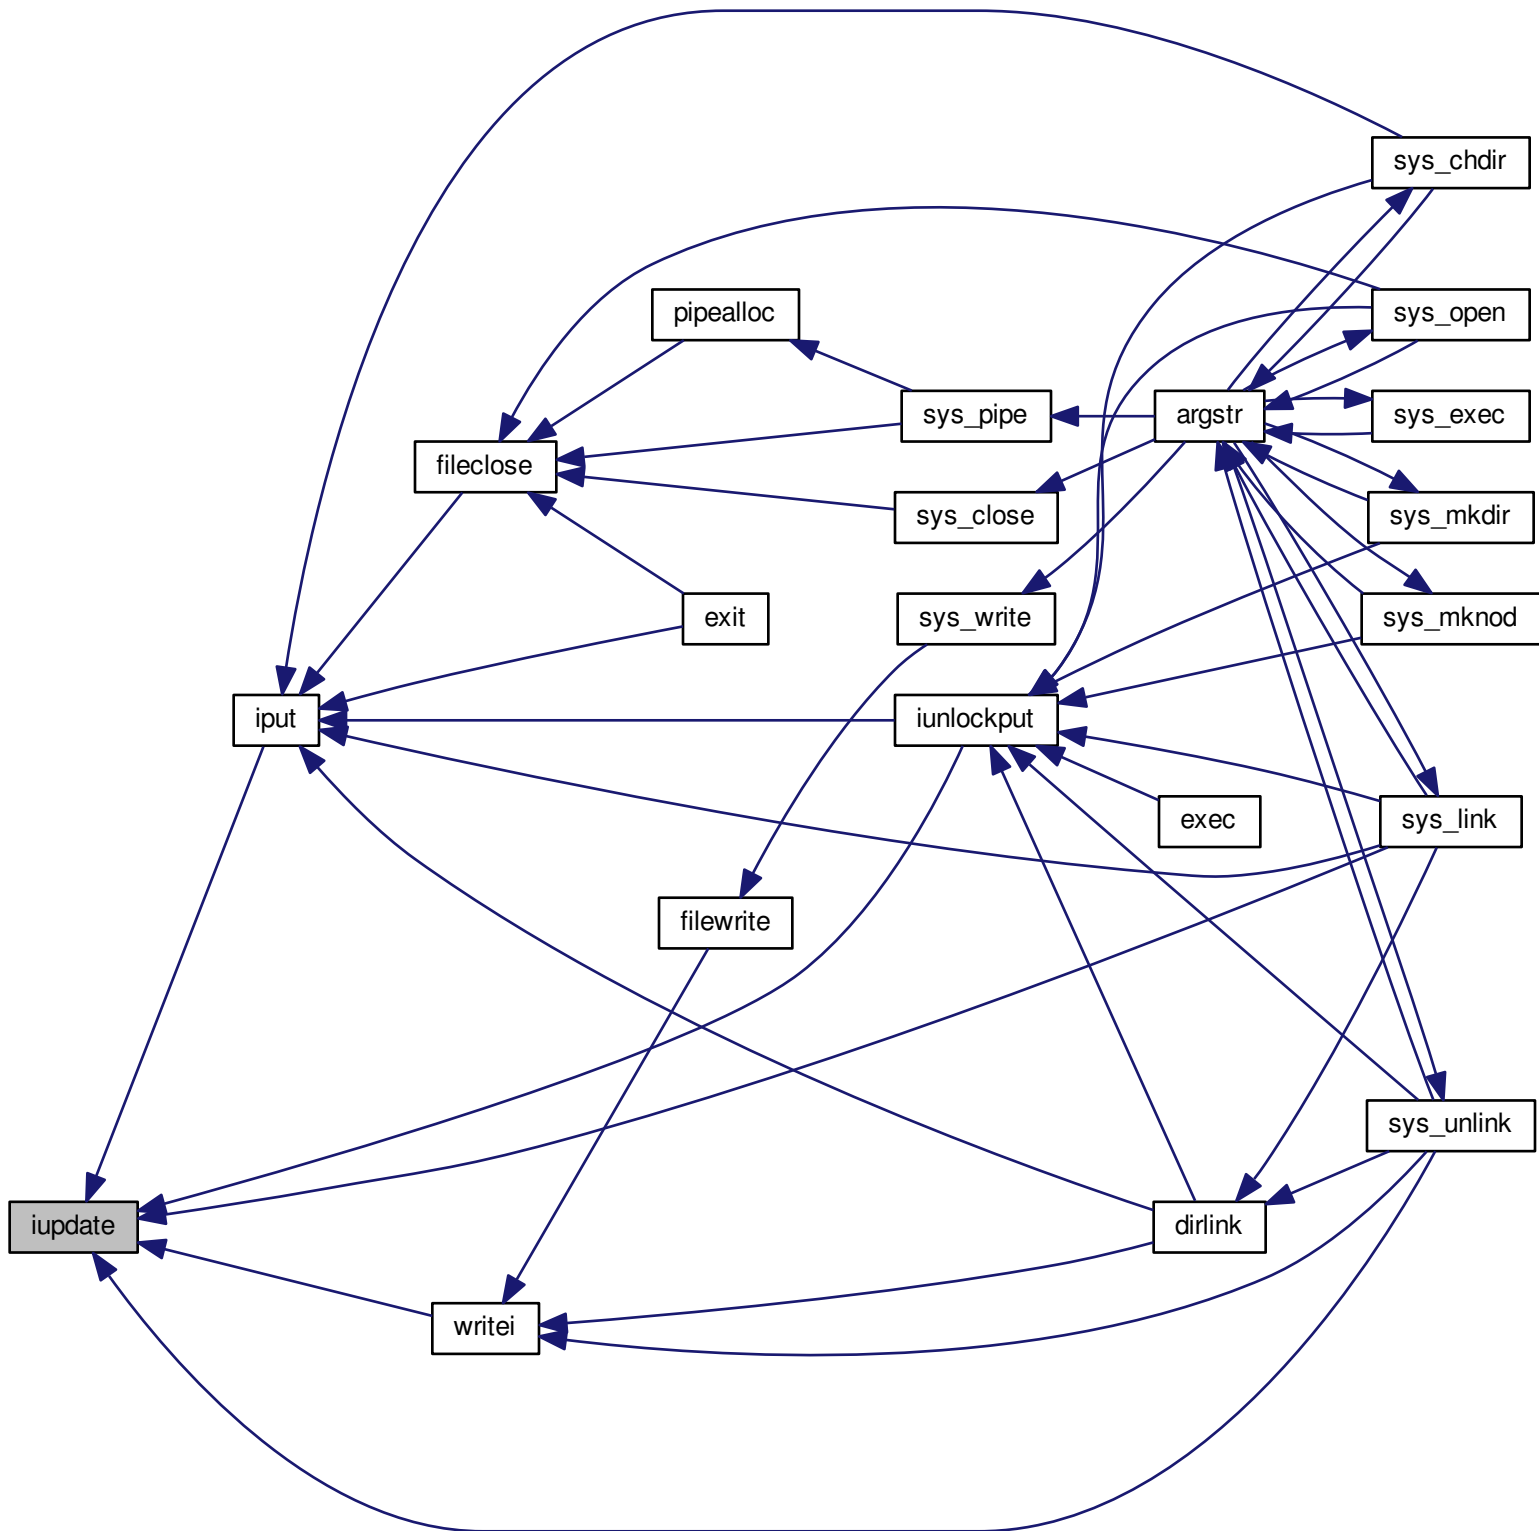 sys_chdir
pipealloc
sys_open
sys_pipe
argstr
sys_exec
fileclose
sys_close
sys_mkdir
exit
sys_write
sys_mknod
iput
iunlockput
exec
sys_link
filewrite
sys_unlink
iupdate
dirlink
writei